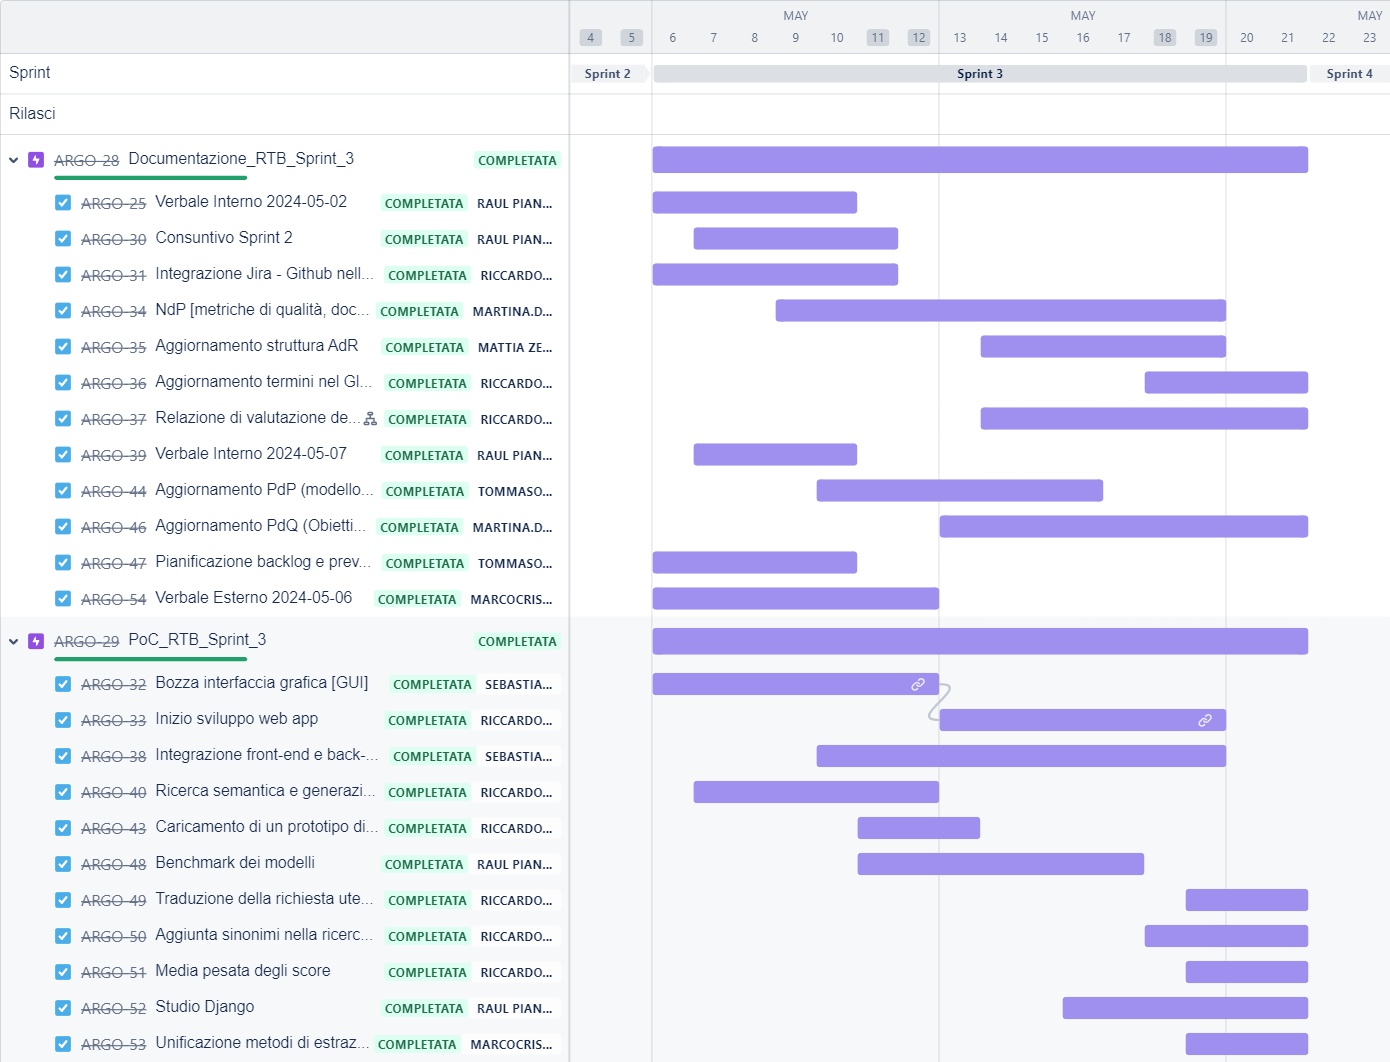 MAY MAY MAY
4 5 6 7 8 9 10 11 12 13 14 15 16 17 18 19 20 21 22 23
Sprint Sprint 2 Sprint 3 Sprint 4
Rilasci
ARGO-28 Documentazione_RTB_Sprint_3 COMPLETATA
ARGO-25 Verbale Interno 2024-05-02 COMPLETATA RAUL PIAN...
ARGO-30 Consuntivo Sprint 2 COMPLETATA RAUL PIAN...
ARGO-31 Integrazione Jira - Github nell... COMPLETATA RICCARDO...
ARGO-34 NdP [metriche di qualità, doc... COMPLETATA MARTINA.D...
ARGO-35 Aggiornamento struttura AdR COMPLETATA MATTIA ZE...
ARGO-36 Aggiornamento termini nel Gl... COMPLETATA RICCARDO...
ARGO-37 Relazione di valutazione de... COMPLETATA RICCARDO...
ARGO-39 Verbale Interno 2024-05-07 COMPLETATA RAUL PIAN...
ARGO-44 Aggiornamento PdP (modello... COMPLETATA TOMMASO...
ARGO-46 Aggiornamento PdQ (Obietti... COMPLETATA MARTINA.D...
ARGO-47 Pianificazione backlog e prev... COMPLETATA TOMMASO...
ARGO-54 Verbale Esterno 2024-05-06 COMPLETATA MARCOCRIS...
ARGO-29 PoC_RTB_Sprint_3 COMPLETATA
ARGO-32 Bozza interfaccia grafica [GUI] COMPLETATA SEBASTIA...
ARGO-33 Inizio sviluppo web app COMPLETATA RICCARDO...
ARGO-38 Integrazione front-end e back-... COMPLETATA SEBASTIA...
ARGO-40 Ricerca semantica e generazi... COMPLETATA RICCARDO...
ARGO-43 Caricamento di un prototipo di... COMPLETATA RICCARDO...
ARGO-48 Benchmark dei modelli COMPLETATA RAUL PIAN...
ARGO-49 Traduzione della richiesta ute... COMPLETATA RICCARDO...
ARGO-50 Aggiunta sinonimi nella ricerc... COMPLETATA RICCARDO...
ARGO-51 Media pesata degli score COMPLETATA RICCARDO...
ARGO-52 Studio Django COMPLETATA RAUL PIAN...
ARGO-53 Unificazione metodi di estraz... COMPLETATA MARCOCRIS...